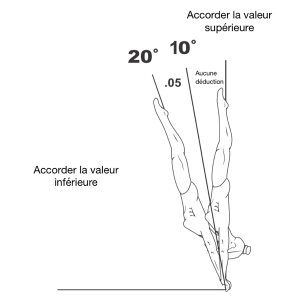 Accorder la valeur
supérieure
20° 10°
.05
Aucune
déduction
Accorder la valeur
inférieure